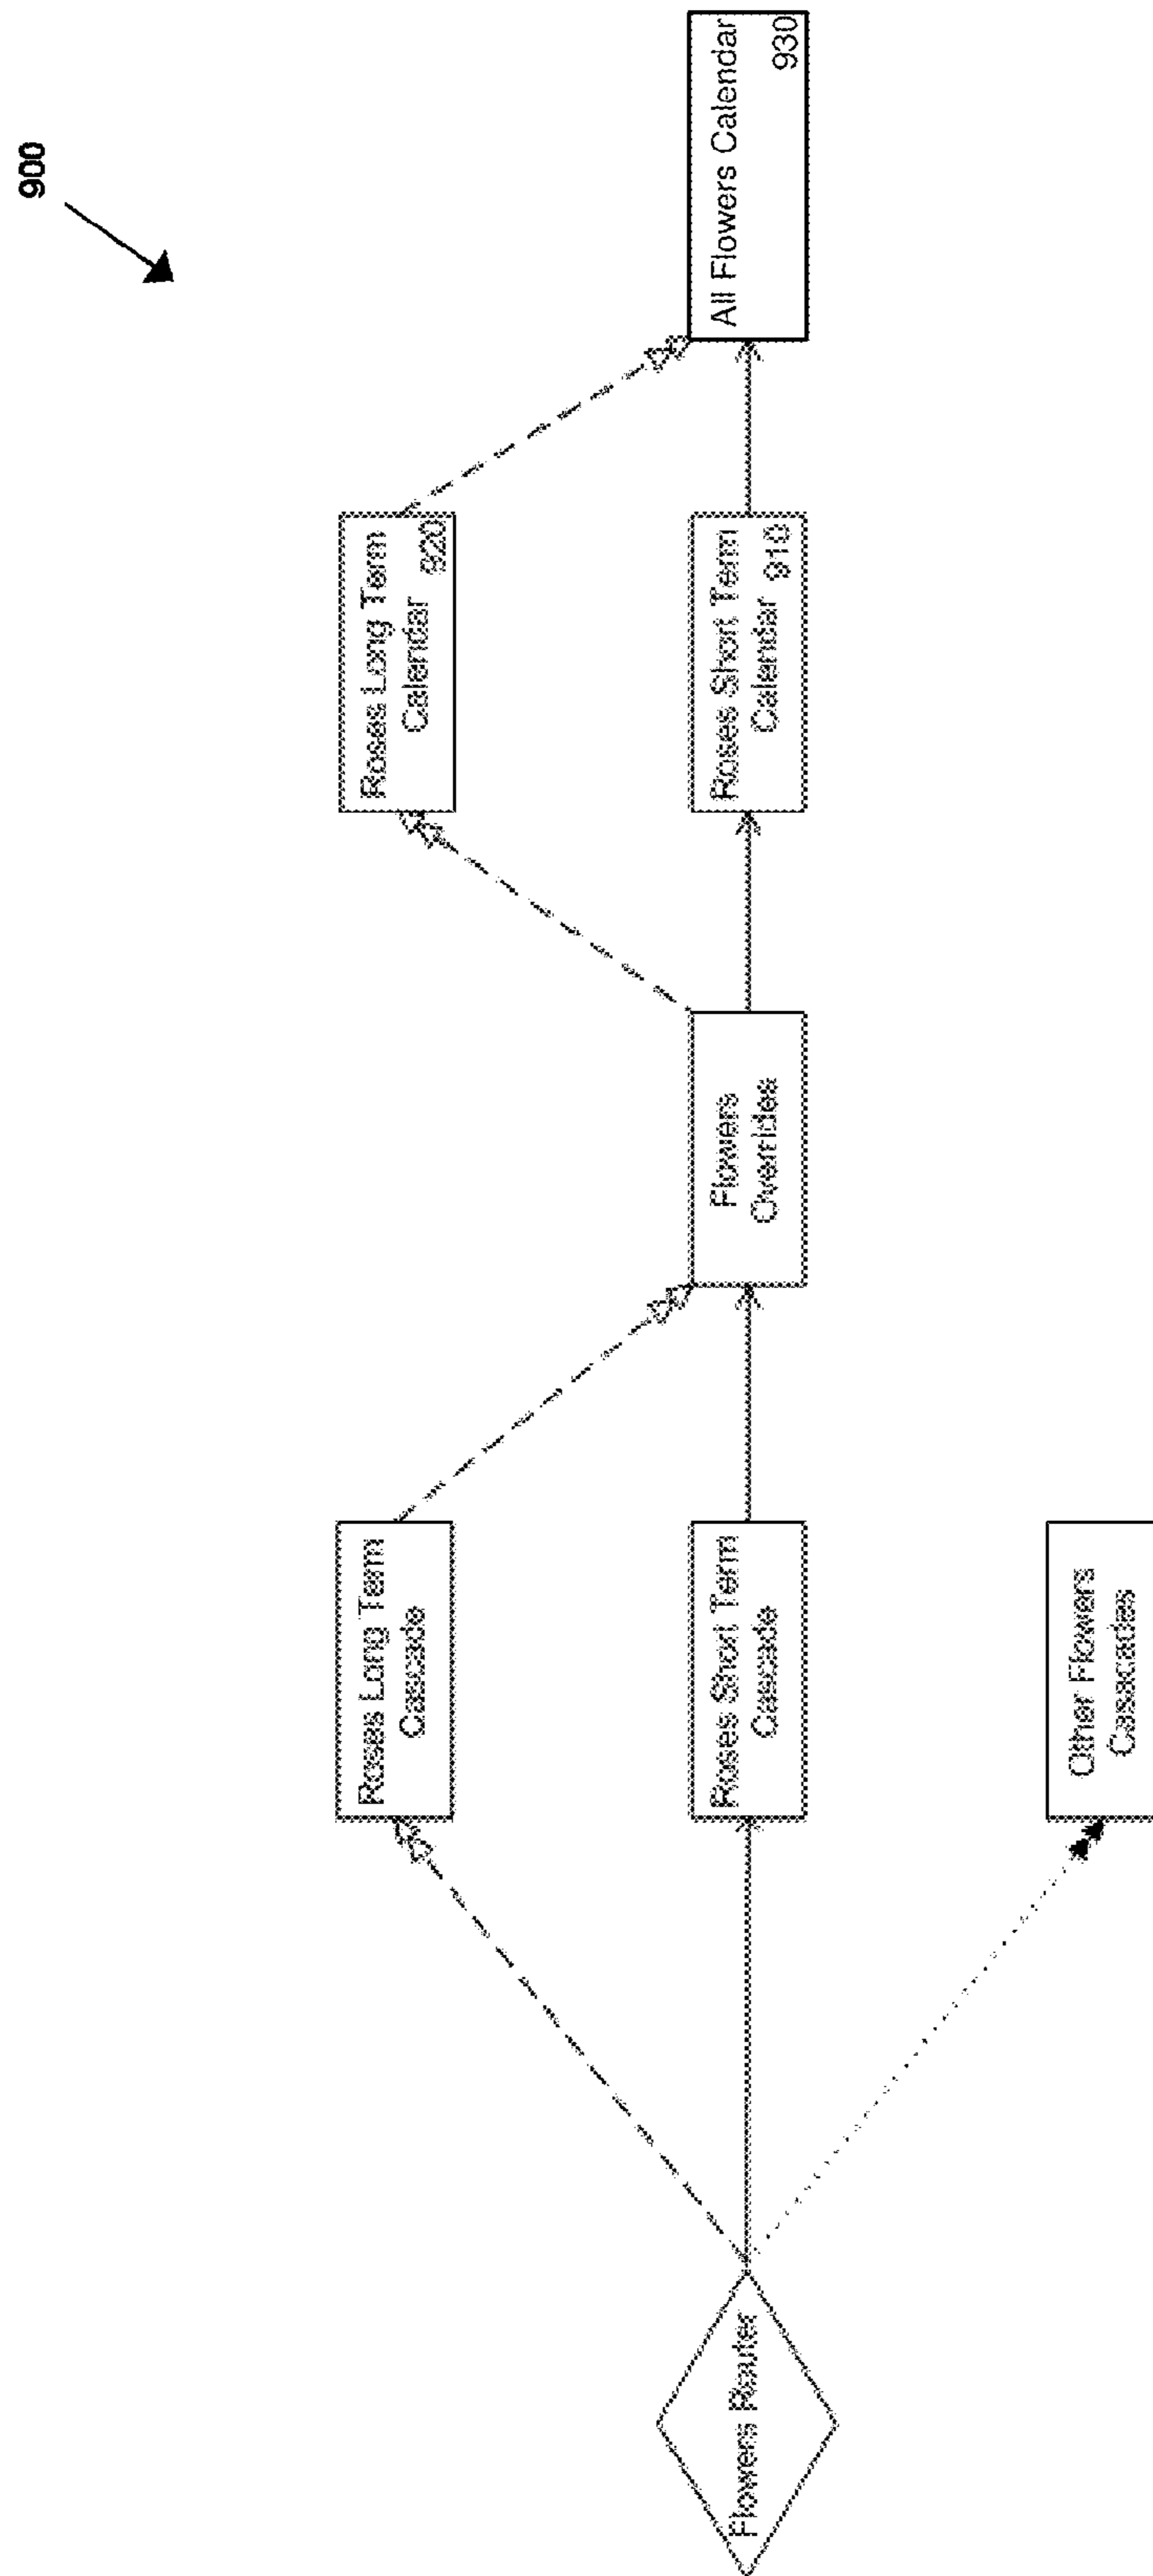 900
Flowers Router
Roses Long Term
Cascade
Roses Short Term
Cascade
Other Flowers
Casacades
Flowers
Overrides
Roses Long Term
Calendar 920
Roses Short Term
Calendar 910
All Flowers Calendar
930